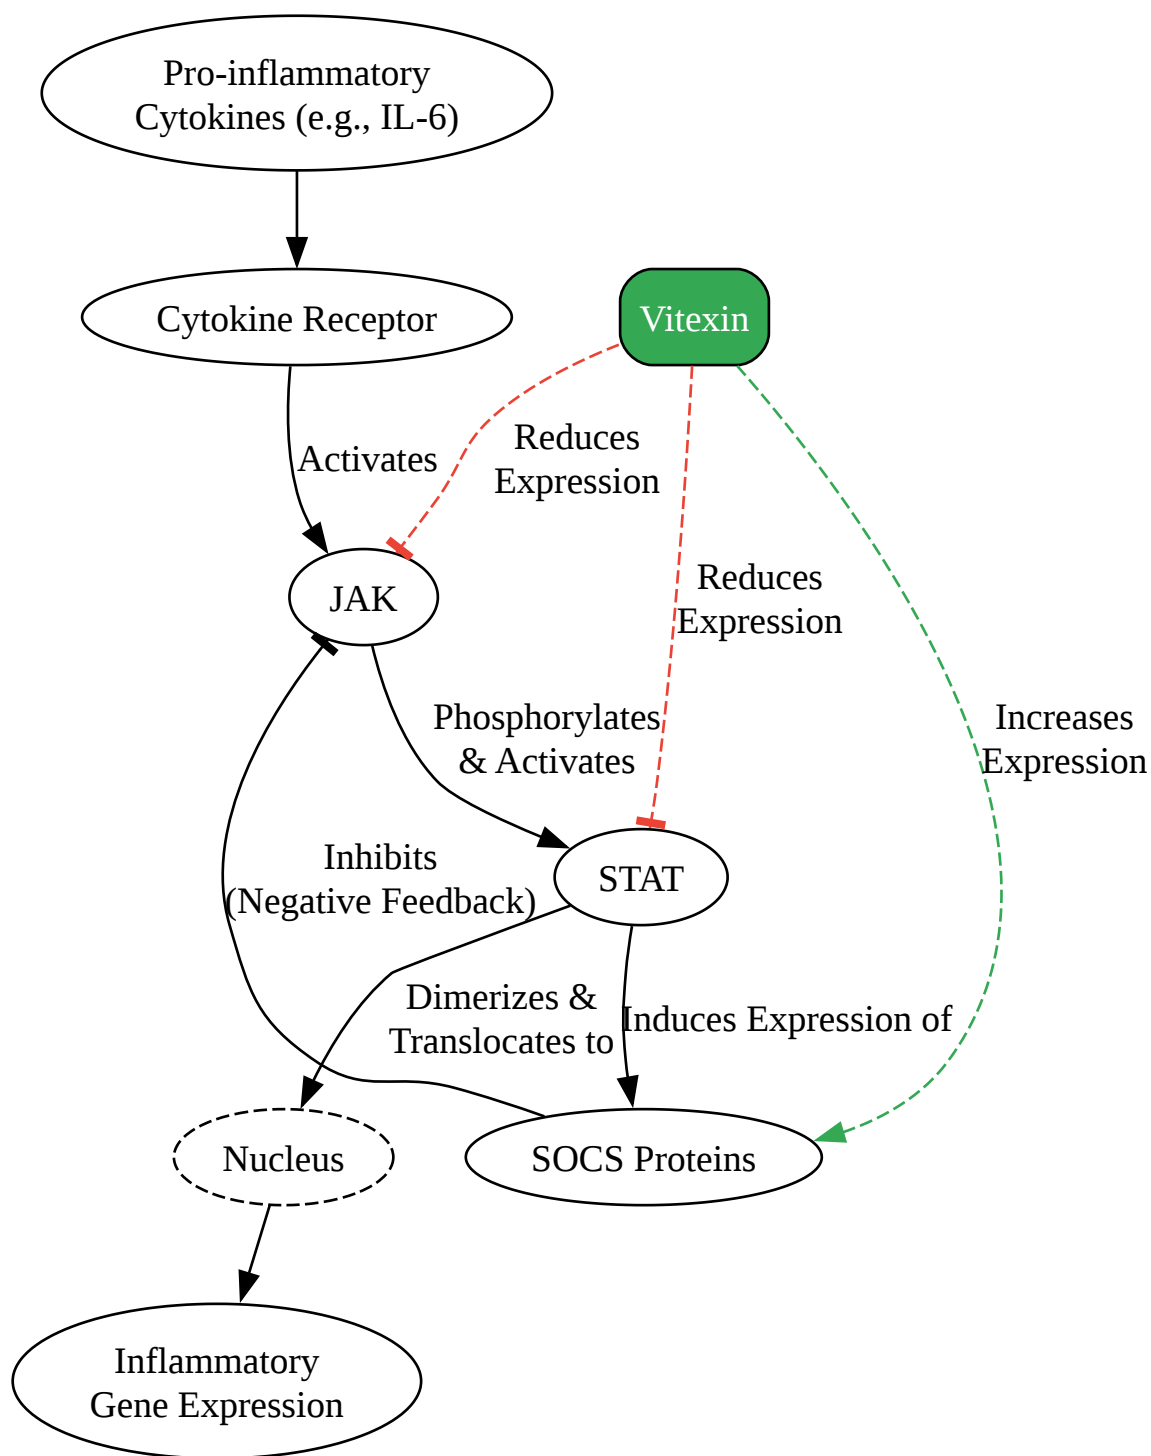 Pro-inflammatory
Cytokines (e.g., IL-6)
Cytokine Receptor
Vitexin
Activates
Reduces
Expression
JAK
Reduces
Expression
Phosphorylates
& Activates
Increases
Expression
Inhibits
(Negative Feedback)
STAT
Dimerizes &
Translocates to
Induces Expression of
Nucleus
SOCS Proteins
Inflammatory
Gene Expression